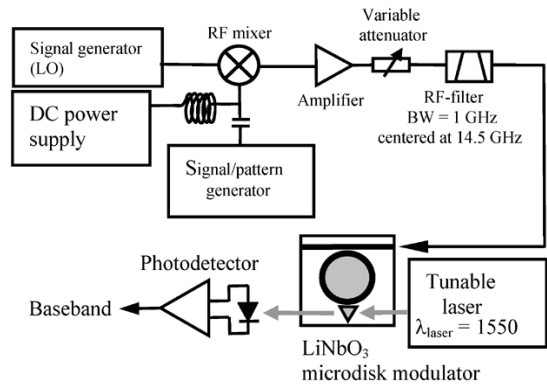 Signal generator
(LO)
RF mixer
Variable
attenuator
DC power
supply
Amplifier
RF-filter
BW = 1 GHz
centered at 14.5 GHz
Signal/pattern
generator
Photodetector
Baseband
Tunable
laser
λlaser = 1550
LiNbO3
microdisk modulator